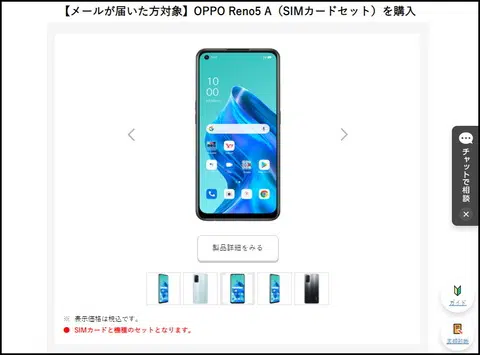 【メールが届いた方対象】OPPO Reno5 A（SIMカードセット）を購入
10
00
製品詳細をみる
チャットで相談
ガイド
※ 表示価格は税込です。
● SIMカードと機種のセットとなります。